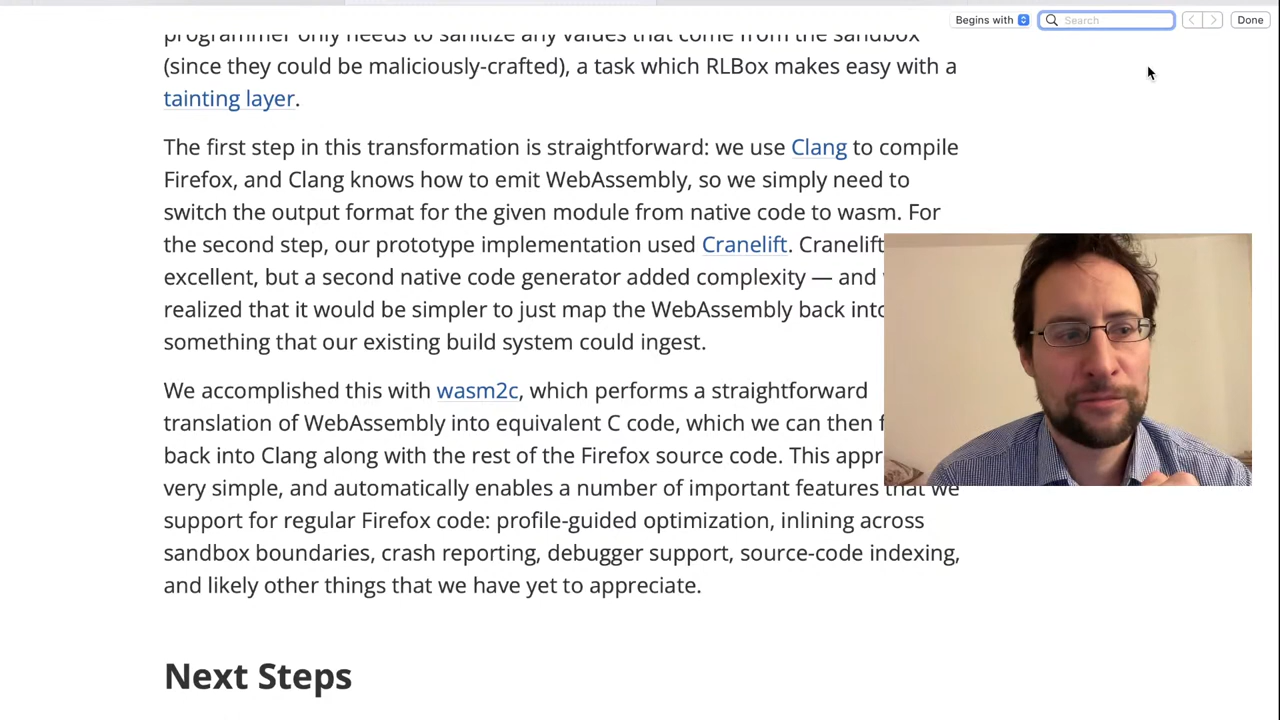 Begins with Search Done
programmer only needs to sanitize any values that come from the sandbox
(since they could be maliciously-crafted), a task which RLBox makes easy with a
tainting layer.
The first step in this transformation is straightforward: we use Clang to compile
Firefox, and Clang knows how to emit WebAssembly, so we simply need to
switch the output format for the given module from native code to wasm. For
the second step, our prototype implementation used Cranelift. Cranelift
excellent, but a second native code generator added complexity — and
realized that it would be simpler to just map the WebAssembly back into
something that our existing build system could ingest.
We accomplished this with wasm2c, which performs a straightforward
translation of WebAssembly into equivalent C code, which we can then
back into Clang along with the rest of the Firefox source code. This
very simple, and automatically enables a number of important features that we
support for regular Firefox code: profile-guided optimization, inlining across
sandbox boundaries, crash reporting, debugger support, source-code indexing,
and likely other things that we have yet to appreciate.
Next Steps